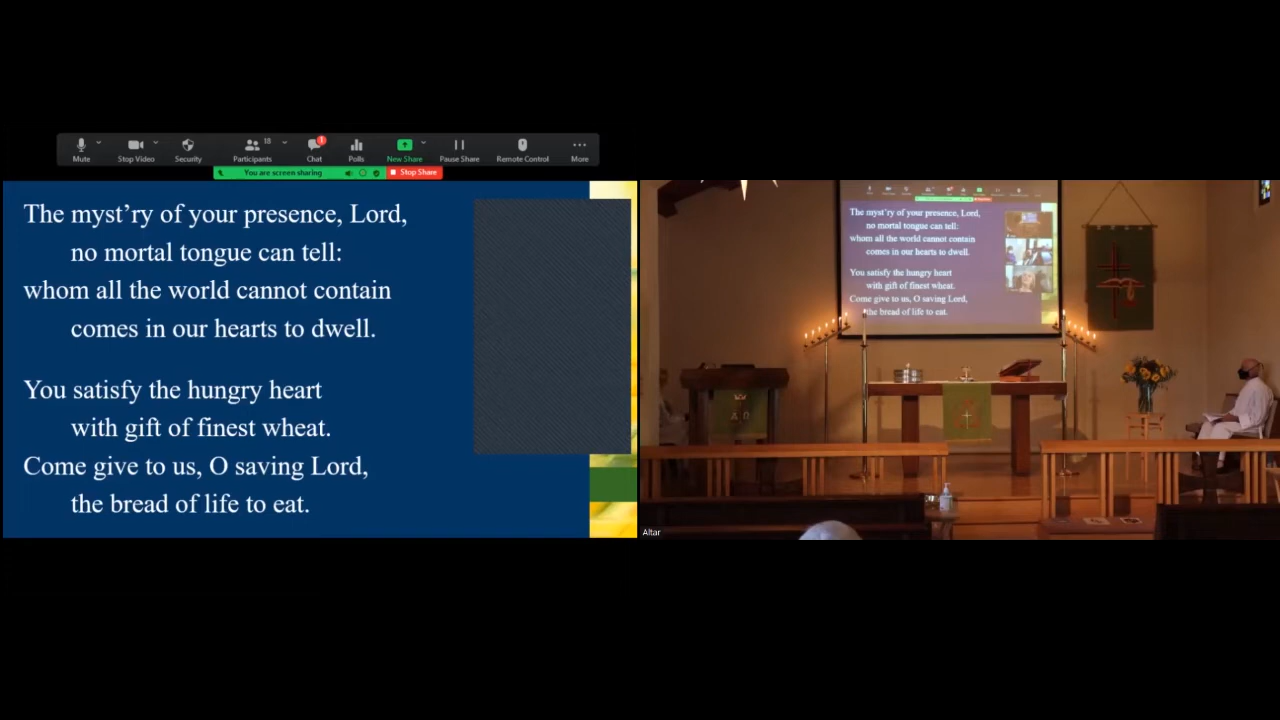 Mute
Stop Video
Security
18
Participants
1
Chat
Polls
New Share
Pause Share
Remote Control
More
You are screen sharing
Stop Share
The myst’ry of your presence, Lord,
no mortal tongue can tell:
whom all the world cannot contain
comes in our hearts to dwell.
You satisfy the hungry heart
with gift of finest wheat.
Come give to us, O saving Lord,
the bread of life to eat.
The myst’ry of your presence, Lord,
no mortal tongue can tell:
whom all the world cannot contain
comes in our hearts to dwell.
You satisfy the hungry heart
with gift of finest wheat.
Come give to us, O saving Lord,
the bread of life to eat.
Α Ω
Altar